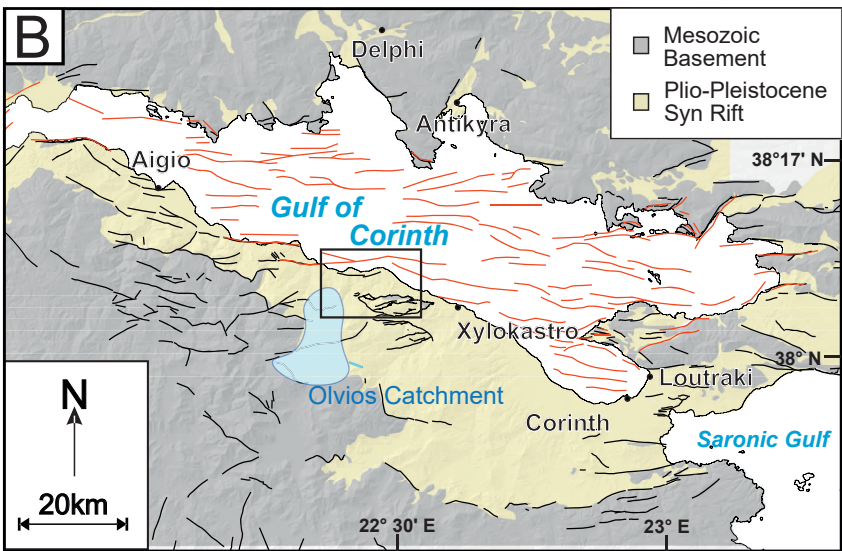 B
Mesozoic
Basement
Plio-Pleistocene
Syn Rift
Delphi
Antikyra
38°17' N
Aigio
Gulf of
Corinth
Xylokastro
38° N
Loutraki
Olvios Catchment
Corinth
Saronic Gulf
N
20km
22° 30' E
23° E